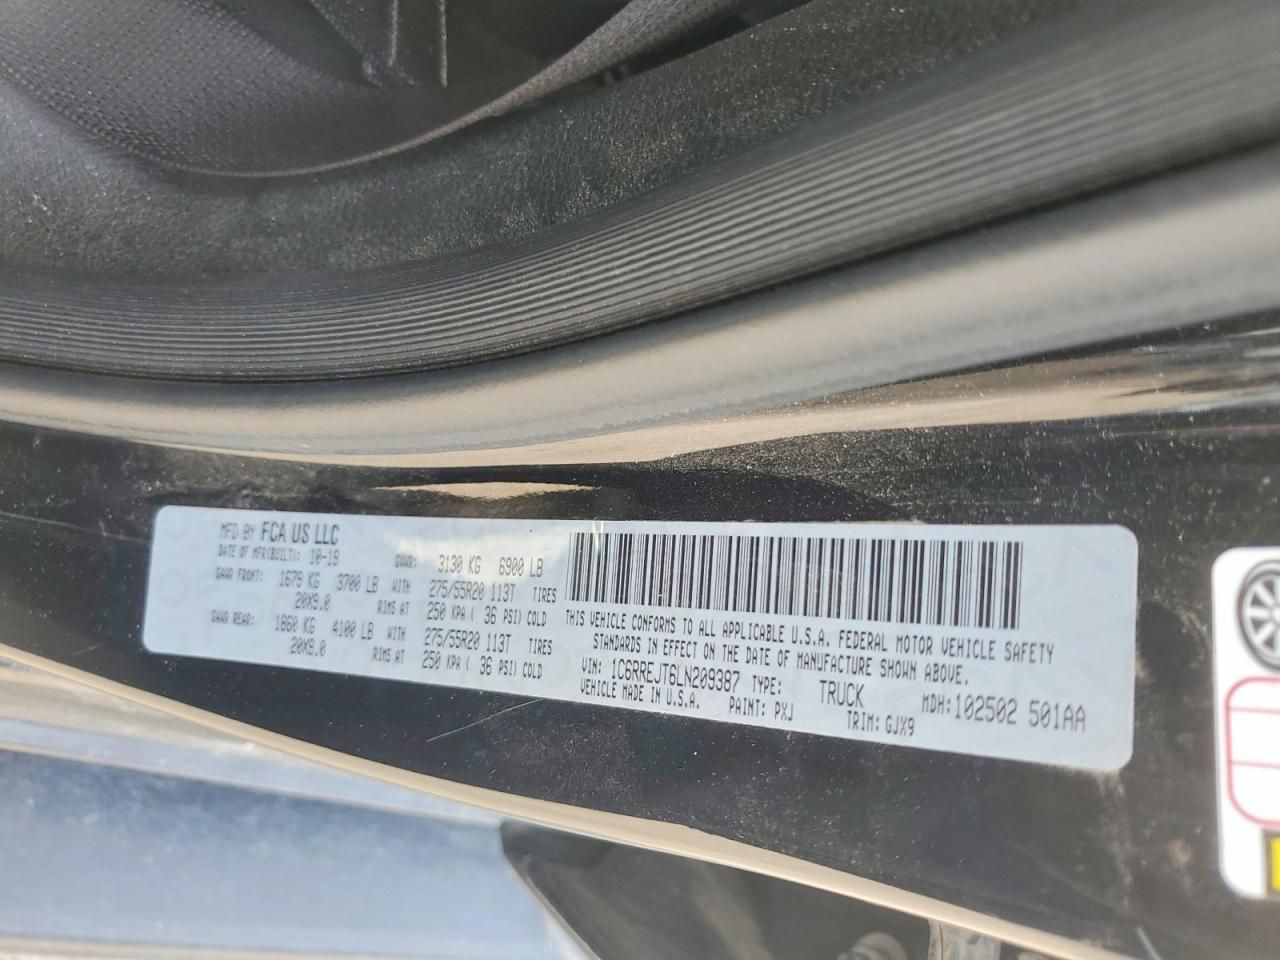 MFD BY FCA US LLC
DATE OF MFR(BUILT): 10-19 GVWR: 3130 KG 6900 LB
GAWR FRONT: 1679 KG 3700 LB WITH 275/55R20 113T TIRES
20X9.0 RIMS AT 250 KPA ( 36 PSI) COLD
GAWR REAR: 1860 KG 4100 LB WITH 275/55R20 113T TIRES
20X9.0 RIMS AT 250 KPA ( 36 PSI) COLD
THIS VEHICLE CONFORMS TO ALL APPLICABLE U.S.A. FEDERAL MOTOR VEHICLE SAFETY
STANDARDS IN EFFECT ON THE DATE OF MANUFACTURE SHOWN ABOVE.
VIN: 1C6RREJT6LN209387 TYPE: TRUCK MDH:102502 501AA
VEHICLE MADE IN U.S.A. PAINT: PXJ TRIM: GJX9